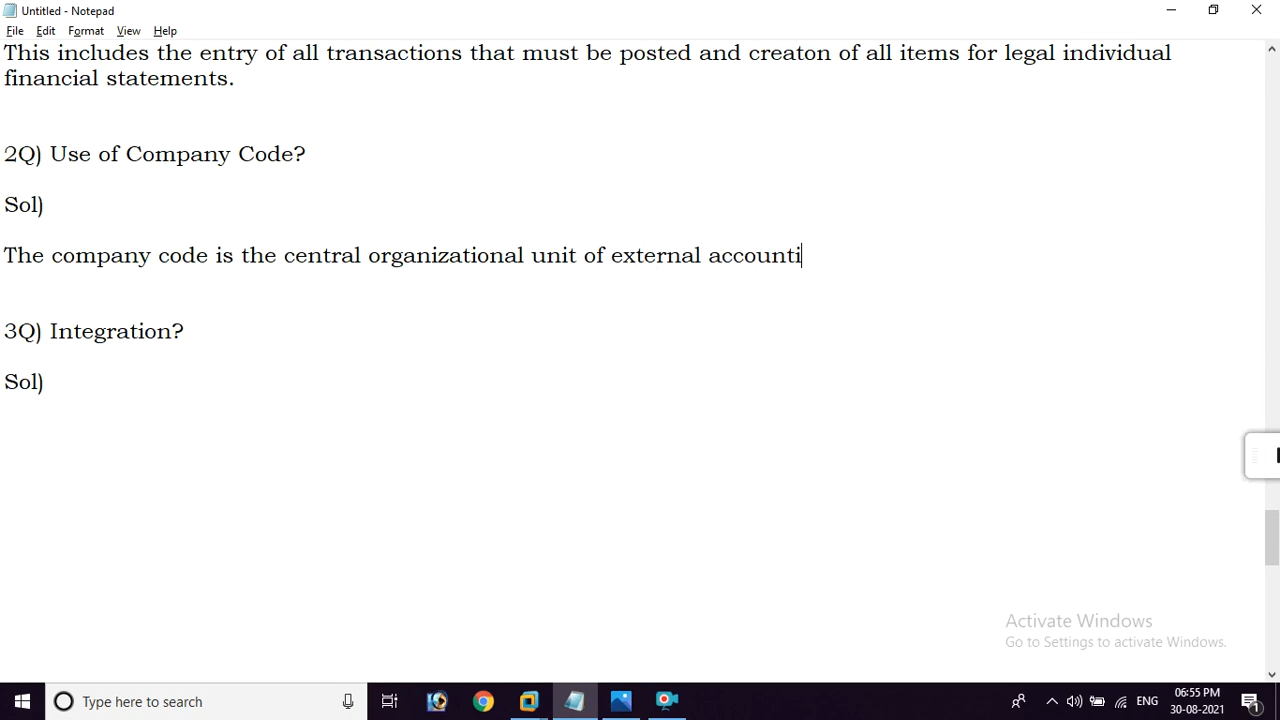 Untitled - Notepad
File Edit Format View Help
This includes the entry of all transactions that must be posted and creaton of all items for legal individual
financial statements.
2Q) Use of Company Code?
Sol)
The company code is the central organizational unit of external accounti
3Q) Integration?
Sol)
Activate Windows
Go to Settings to activate Windows.
Type here to search
ENG
06:55 PM
30-08-2021
1